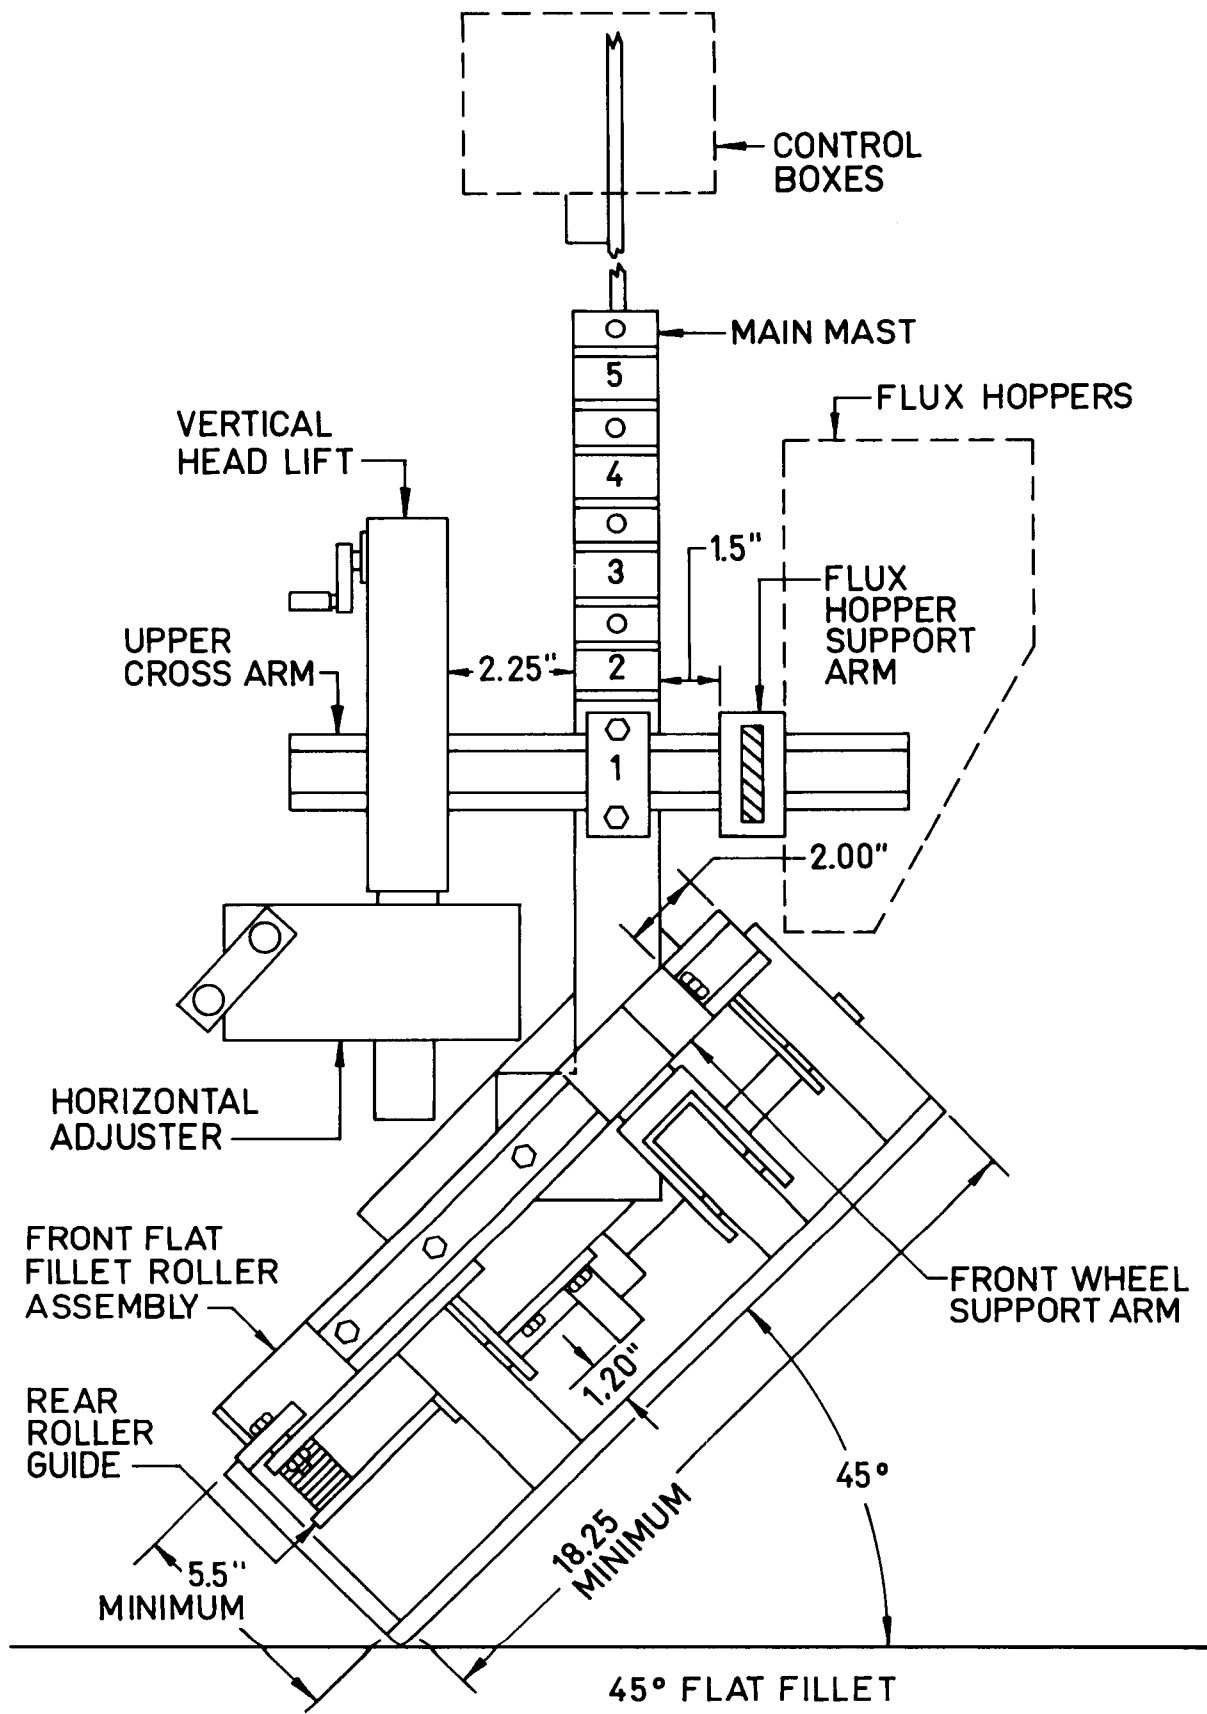 CONTROL
BOXES
MAIN MAST
5
FLUX HOPPERS
VERTICAL
HEAD LIFT
4
1.5"
3
FLUX
HOPPER
SUPPORT
ARM
UPPER
CROSS ARM
2.25"
2
1
2.00"
HORIZONTAL
ADJUSTER
FRONT FLAT
FILLET ROLLER
ASSEMBLY
FRONT WHEEL
SUPPORT ARM
1.20"
REAR
ROLLER
GUIDE
45°
18.25
MINIMUM
5.5"
MINIMUM
45° FLAT FILLET